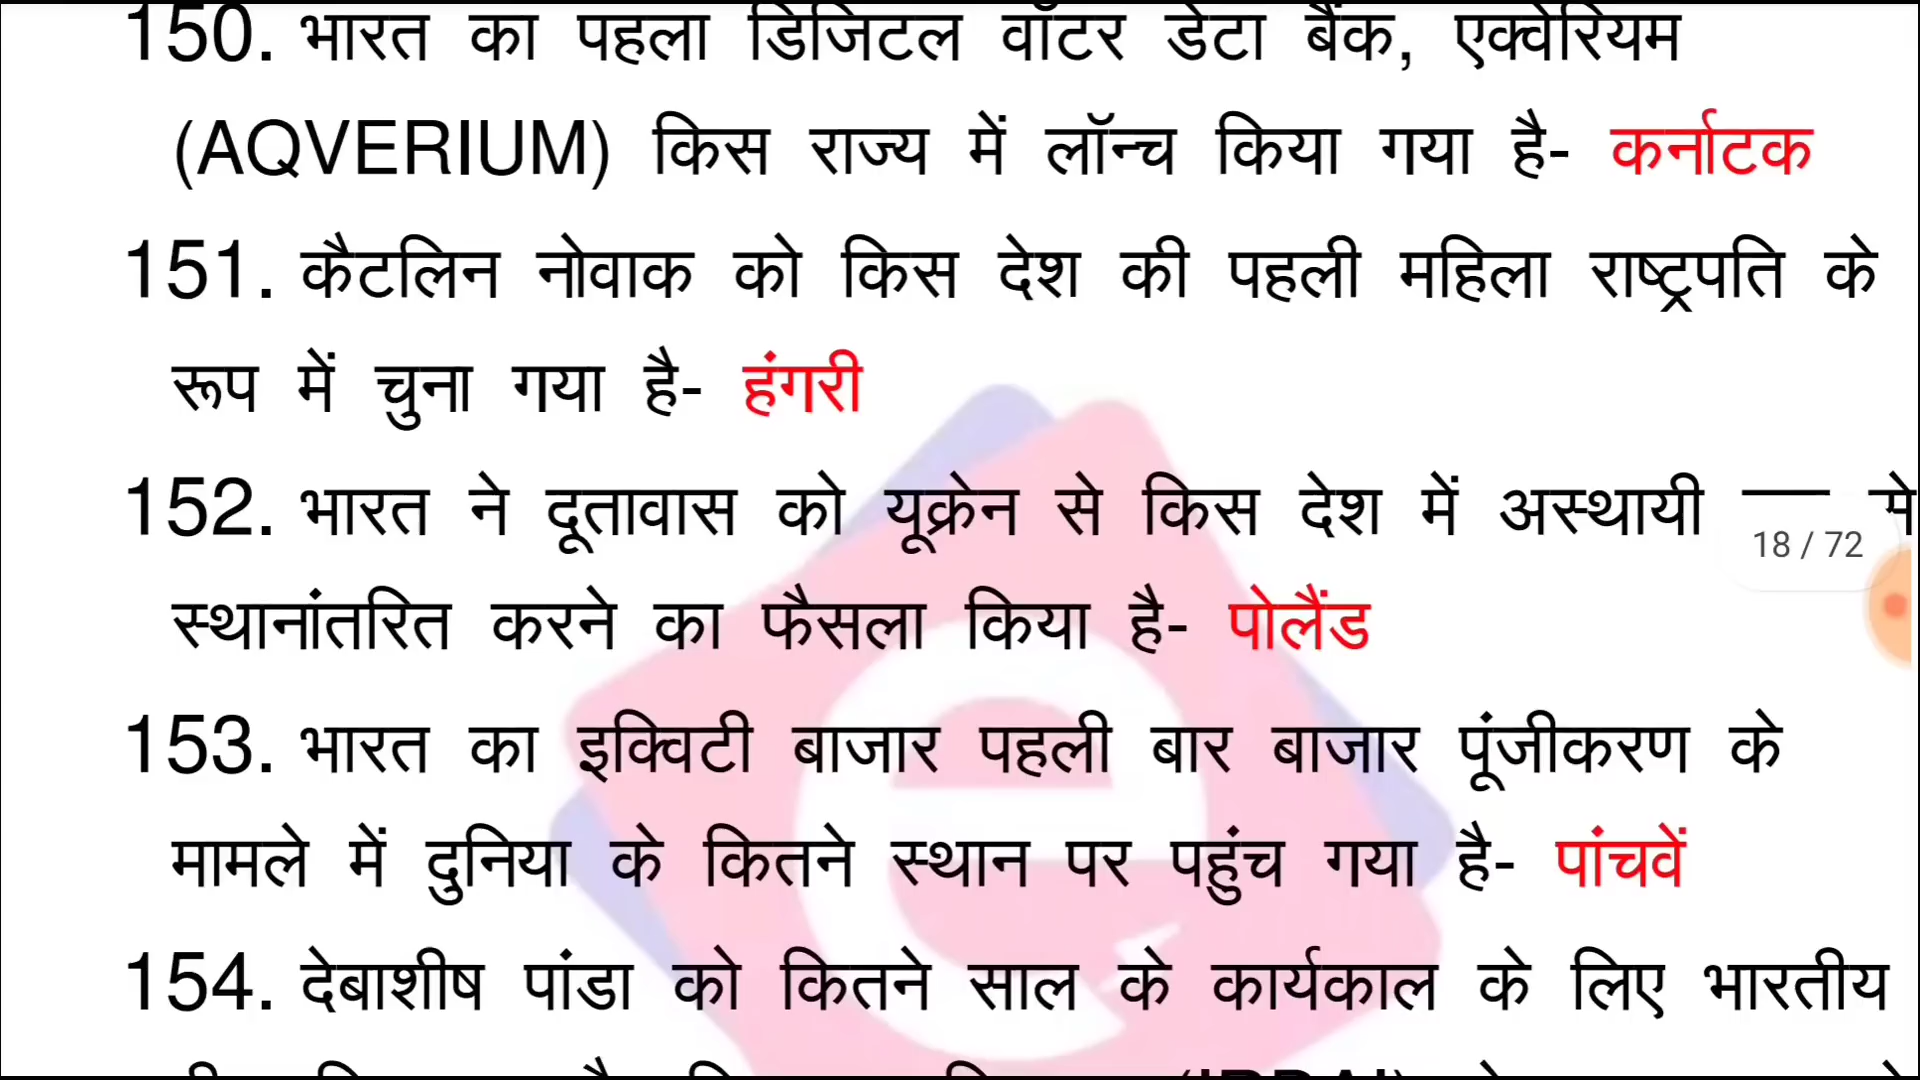 150. भारत का पहला डिजिटल वॉटर डेटा बैंक, एक्वेरियम
(AQVERIUM) किस राज्य में लॉन्च किया गया है- कर्नाटक
151. कैटलिन नोवाक को किस देश की पहली महिला राष्ट्रपति के
रूप में चुना गया है- हंगरी
152. भारत ने दूतावास को यूक्रेन से किस देश में अस्थायी
18 / 72
स्थानांतरित करने का फैसला किया है- पोलैंड
153. भारत का इक्विटी बाजार पहली बार बाजार पूंजीकरण के
मामले में दुनिया के कितने स्थान पर पहुंच गया है- पांचवें
154. देबाशीष पांडा को कितने साल के कार्यकाल के लिए भारतीय